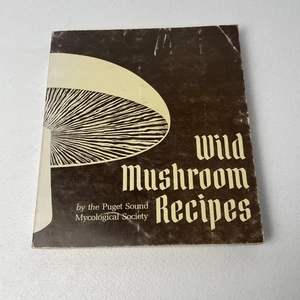 Wild
Mushroom
Recipes
by the Puget Sound
Mycological Society